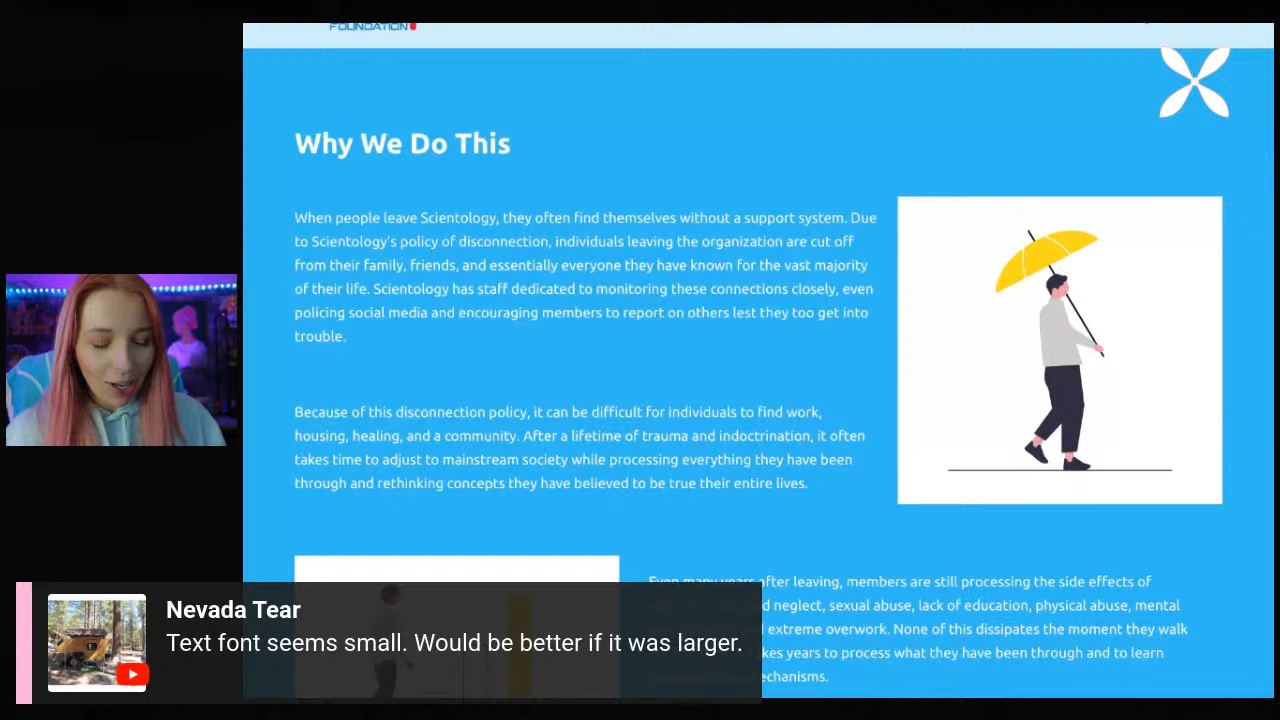 FOUNDATION
Why We Do This
When people leave Scientology, they often find themselves without a support system. Due
to Scientology's policy of disconnection, individuals leaving the organization are cut off
from their family, friends, and essentially everyone they have known for the vast majority
of their life. Scientology has staff dedicated to monitoring these connections closely, even
policing social media and encouraging members to report on others lest they too get into
trouble.
Because of this disconnection policy, it can be difficult for individuals to find work,
housing, healing, and a community. After a lifetime of trauma and indoctrination, it often
takes time to adjust to mainstream society while processing everything they have been
through and rethinking concepts they have believed to be true their entire lives.
Even many years after leaving, members are still processing the side effects of
neglect, sexual abuse, lack of education, physical abuse, mental
extreme overwork. None of this dissipates the moment they walk
years to process what they have been through and to learn
Nevada Tear
Text font seems small. Would be better if it was larger.